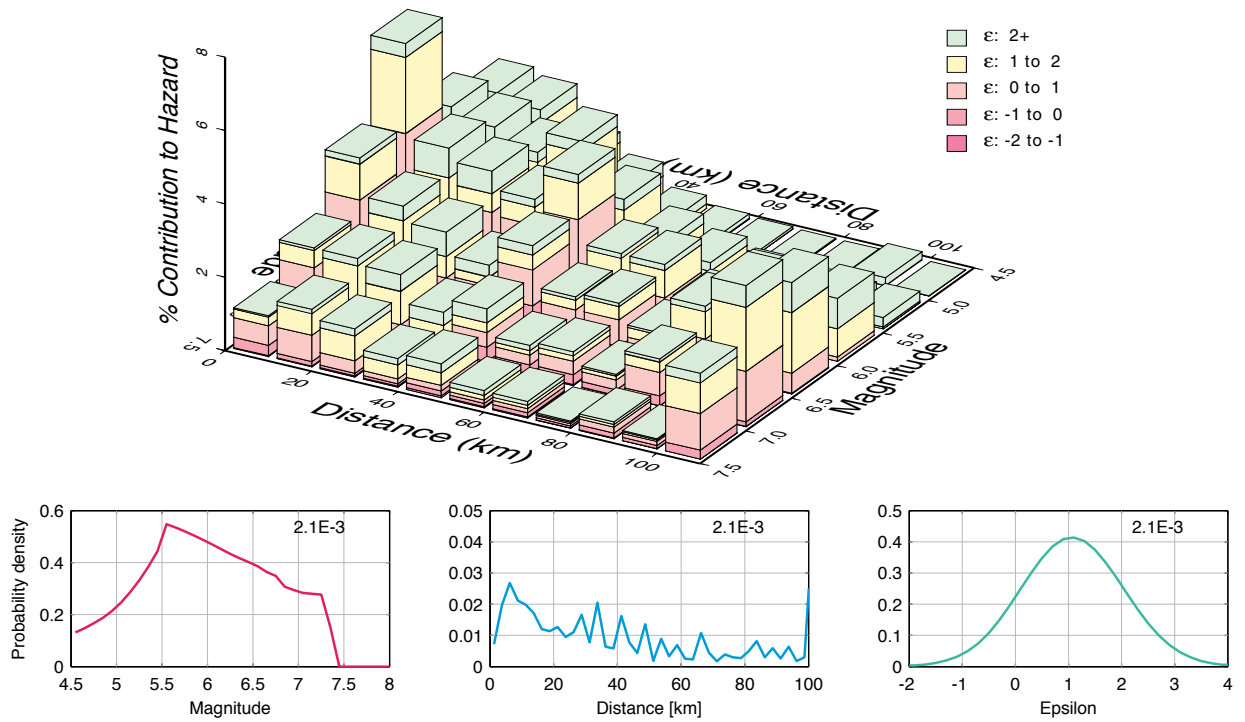 % Contribution to Hazard
8
6
4
2
ε: 2+
ε: 1 to 2
ε: 0 to 1
ε: -1 to 0
ε: -2 to -1
40
60
80
100
Distance (km)
4.5
5.0
5.5
6.0
6.5
7.0
7.5
Magnitude
7.5
0
20
40
60
80
100
Distance (km)
Probability density
0.6
0.4
0.2
0
2.1E-3
4.5 5 5.5 6 6.5 7 7.5 8
Magnitude
0.05
0.04
0.03
0.02
0.01
0
2.1E-3
0 20 40 60 80 100
Distance [km]
0.5
0.4
0.3
0.2
0.1
0
2.1E-3
-2 -1 0 1 2 3 4
Epsilon